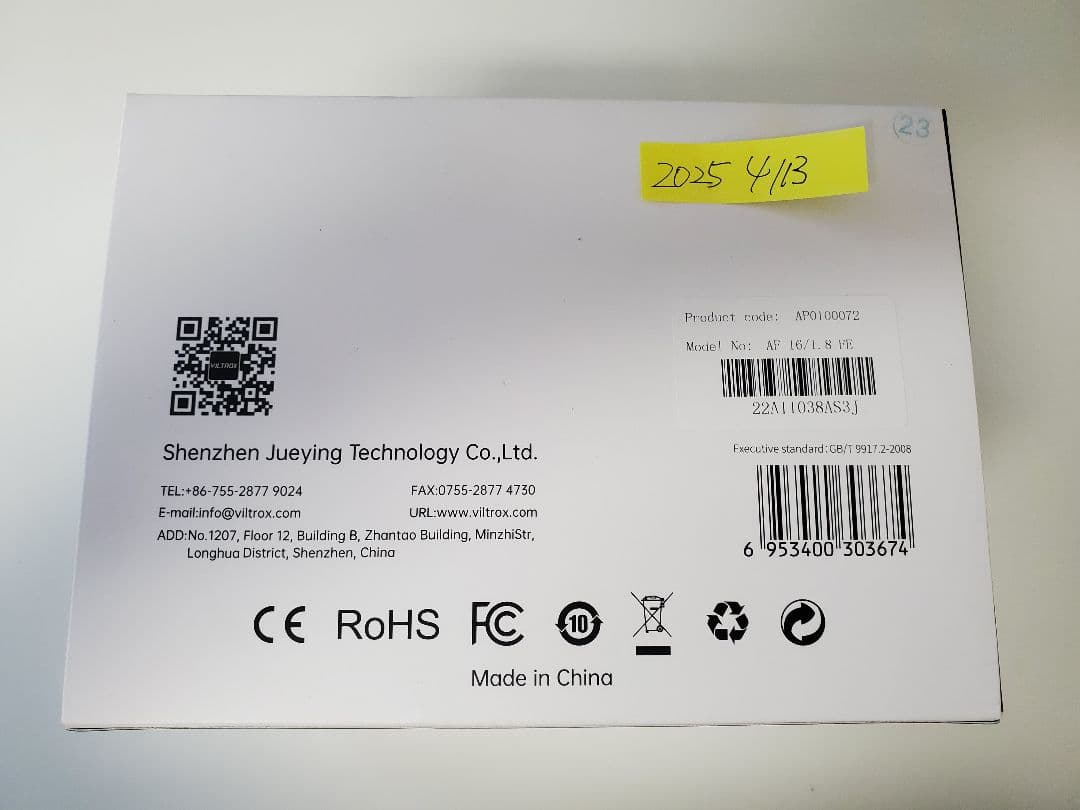 (23
2025 4/13
Product code: AP0100072
Model No: AF 16/1.8 FE
22A11038AS3J
VILTROX
Shenzhen Jueying Technology Co.,Ltd.
TEL:+86-755-2877 9024 FAX:0755-2877 4730
E-mail:info@viltrox.com URL:www.viltrox.com
ADD:No.1207, Floor 12, Building B, Zhantao Building, MinzhiStr,
Longhua District, Shenzhen, China
Executive standard:GB/T 9917.2-2008
6 953400 303674
CE RoHS FC 10
Made in China